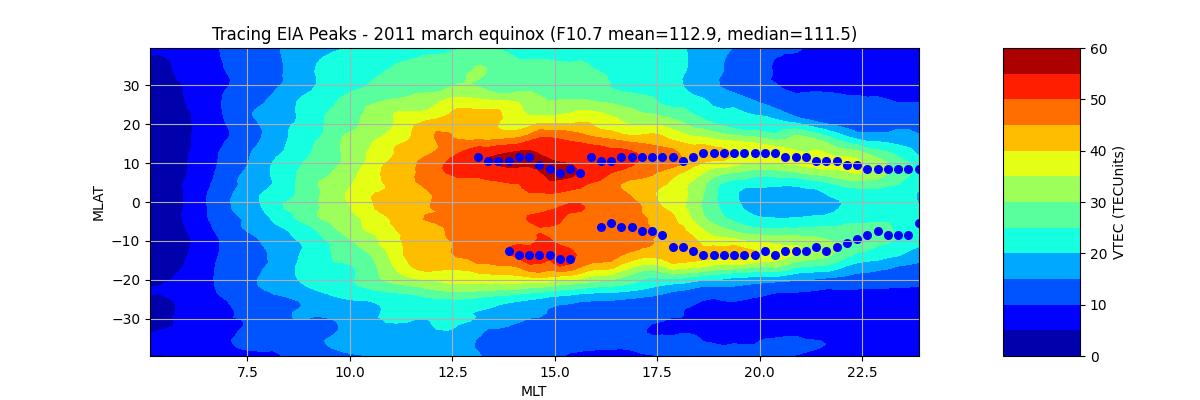 Tracing EIA Peaks - 2011 march equinox (F10.7 mean=112.9, median=111.5)
MLAT
30
20
10
0
−10
−20
−30
7.5 10.0 12.5 15.0 17.5 20.0 22.5
MLT
60
50
40
30
20
10
0
VTEC (TECUnits)